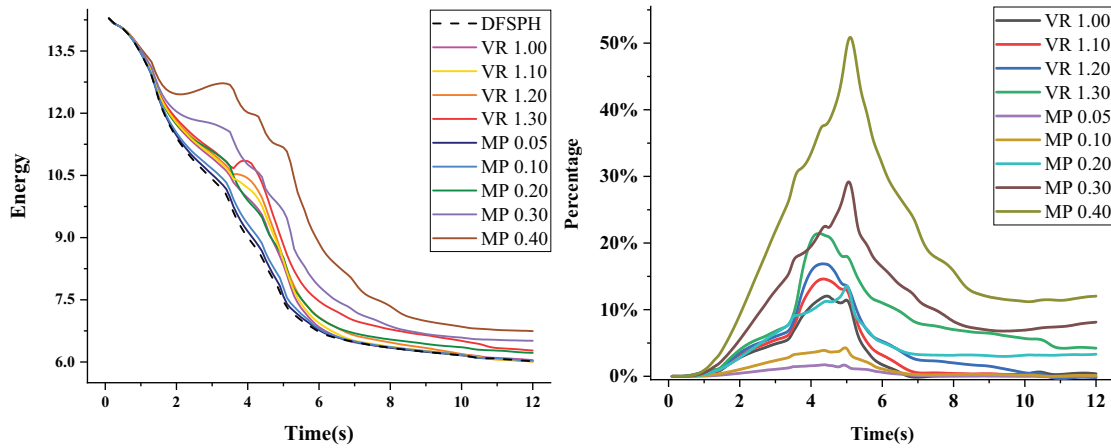 DFSPH
VR 1.00
VR 1.10
VR 1.20
VR 1.30
MP 0.05
MP 0.10
MP 0.20
MP 0.30
MP 0.40
13.5
12.0
10.5
9.0
7.5
6.0
Energy
0 2 4 6 8 10 12
Time(s)
VR 1.00
VR 1.10
VR 1.20
VR 1.30
MP 0.05
MP 0.10
MP 0.20
MP 0.30
MP 0.40
50%
40%
30%
20%
10%
0%
Percentage
0 2 4 6 8 10 12
Time(s)